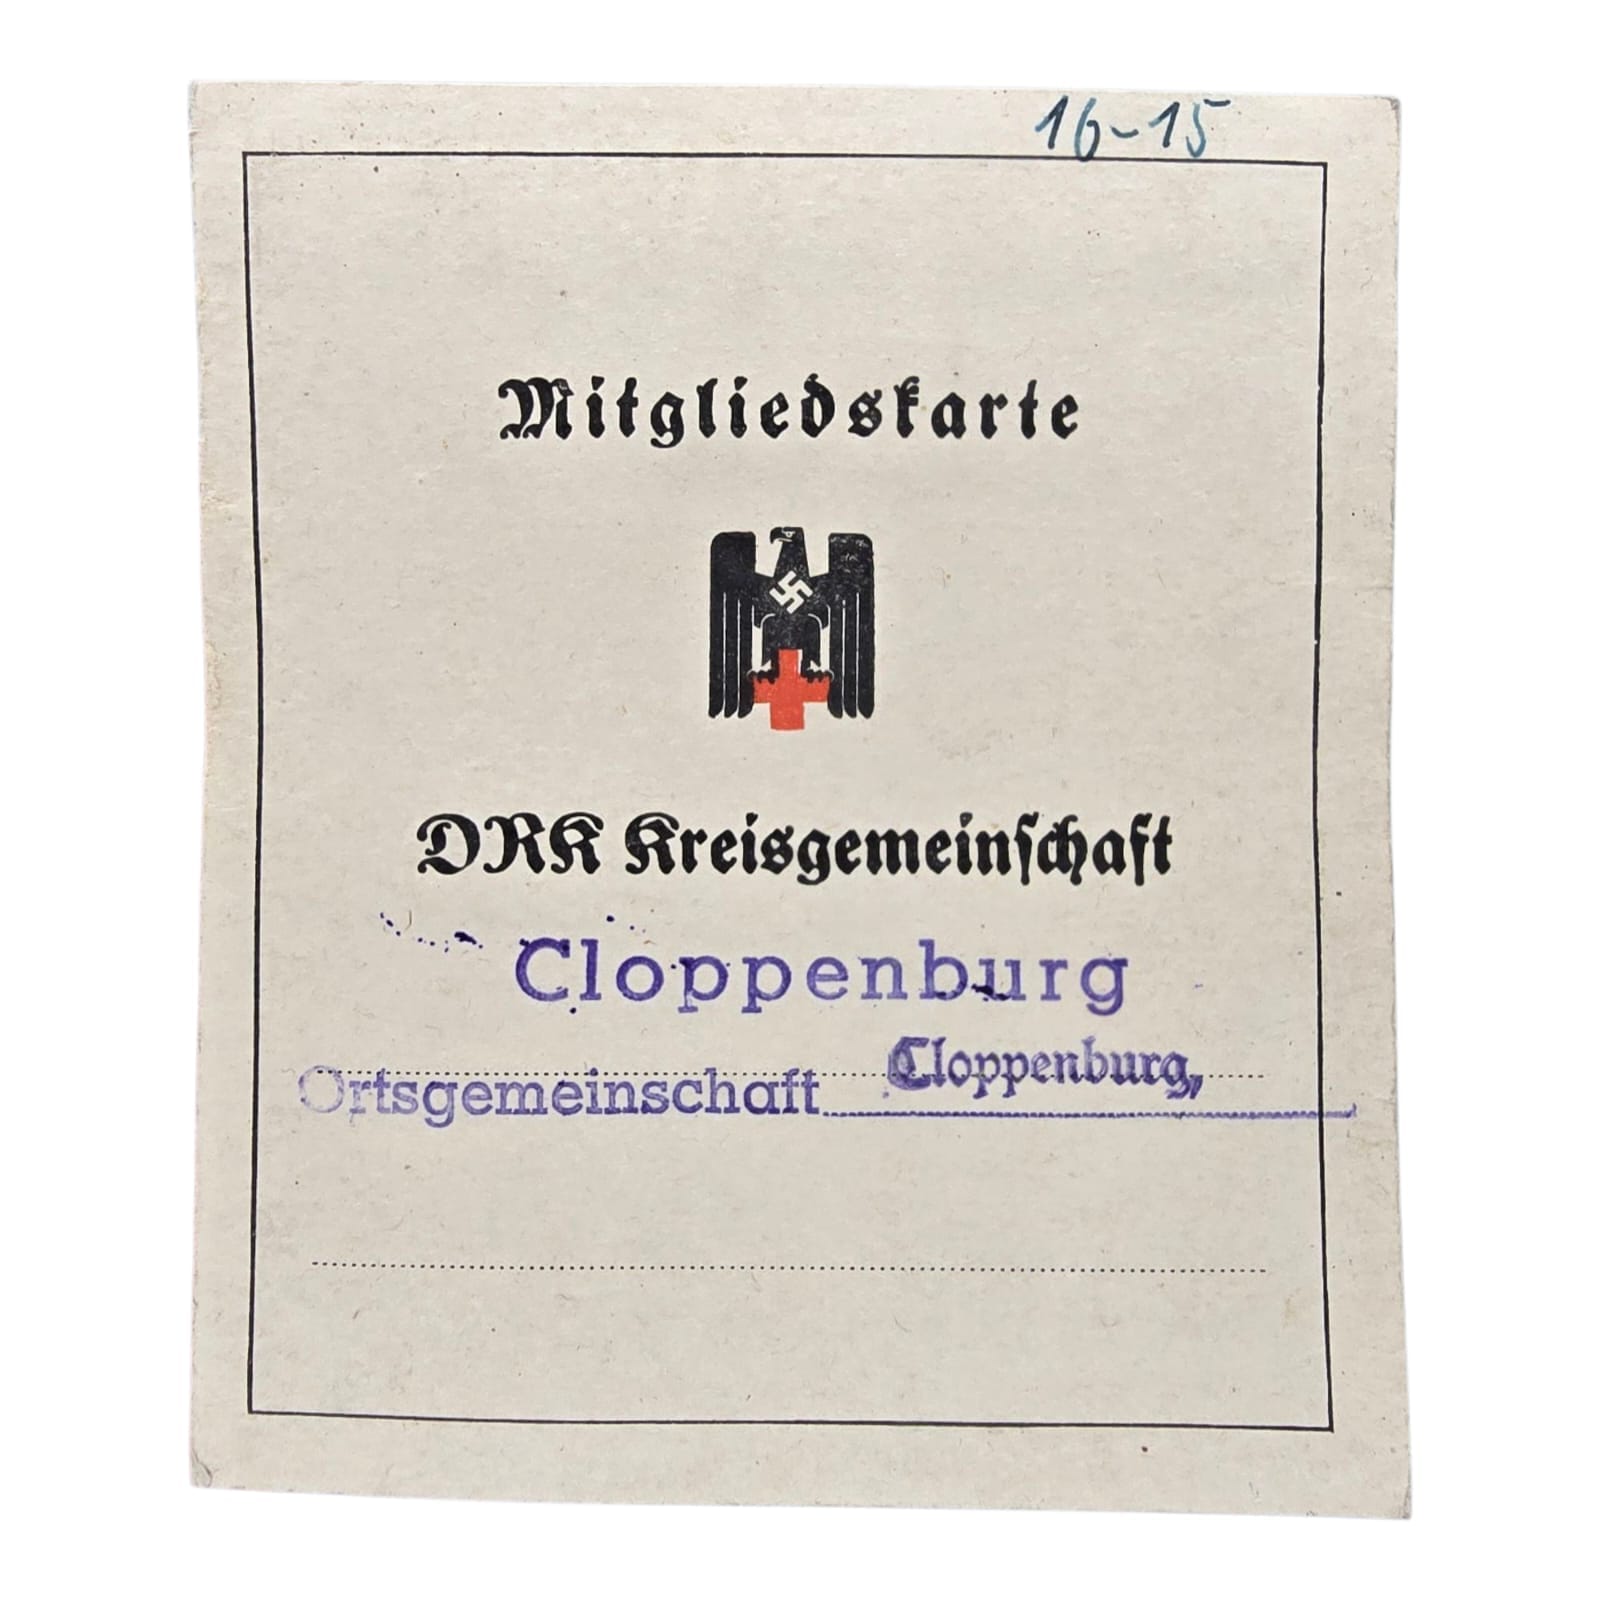 16-15
Mitgliedskarte
DRK Kreisgemeinschaft
Cloppenburg
Cloppenburg,
Ortsgemeinschaft